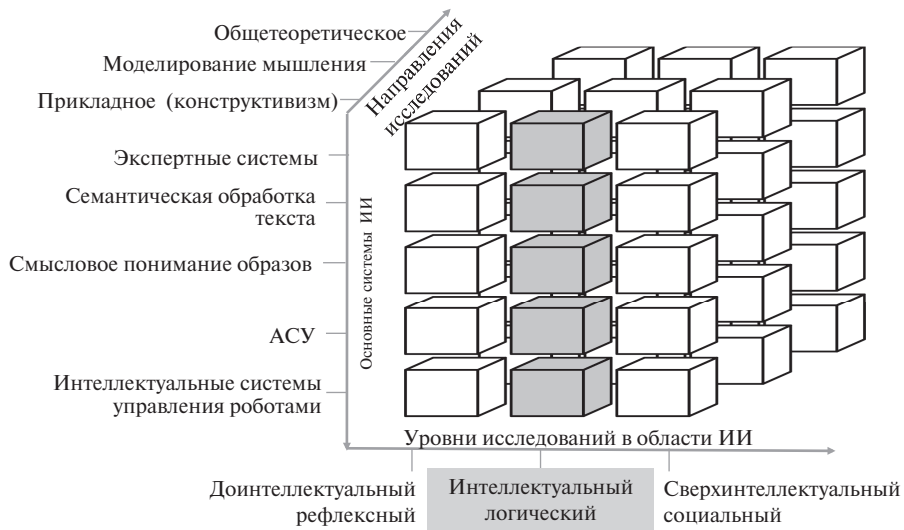 Общетеоретическое
Моделирование мышления
Прикладное (конструктивизм)
Направления
исследований
Экспертные системы
Семантическая обработка
текста
Смысловое понимание образов
АСУ
Интеллектуальные системы
управления роботами
Основные системы ИИ
Уровни исследований в области ИИ
Доинтеллектуальный
рефлексный
Интеллектуальный
логический
Сверхинтеллектуальный
социальный